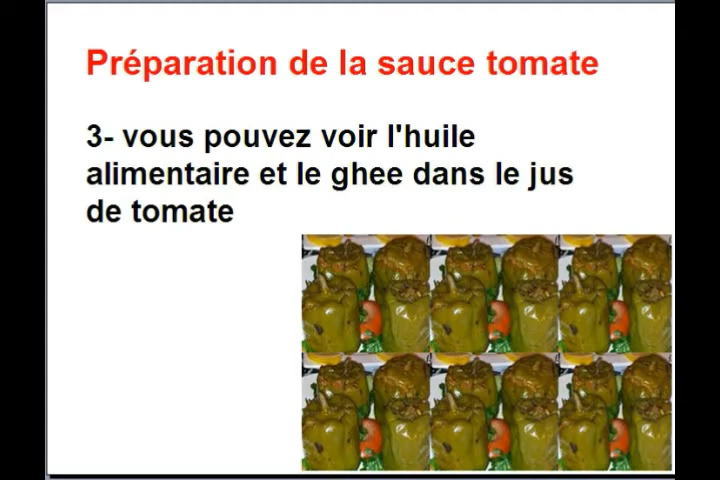 Préparation de la sauce tomate
3- vous pouvez voir l'huile
alimentaire et le ghee dans le jus
de tomate